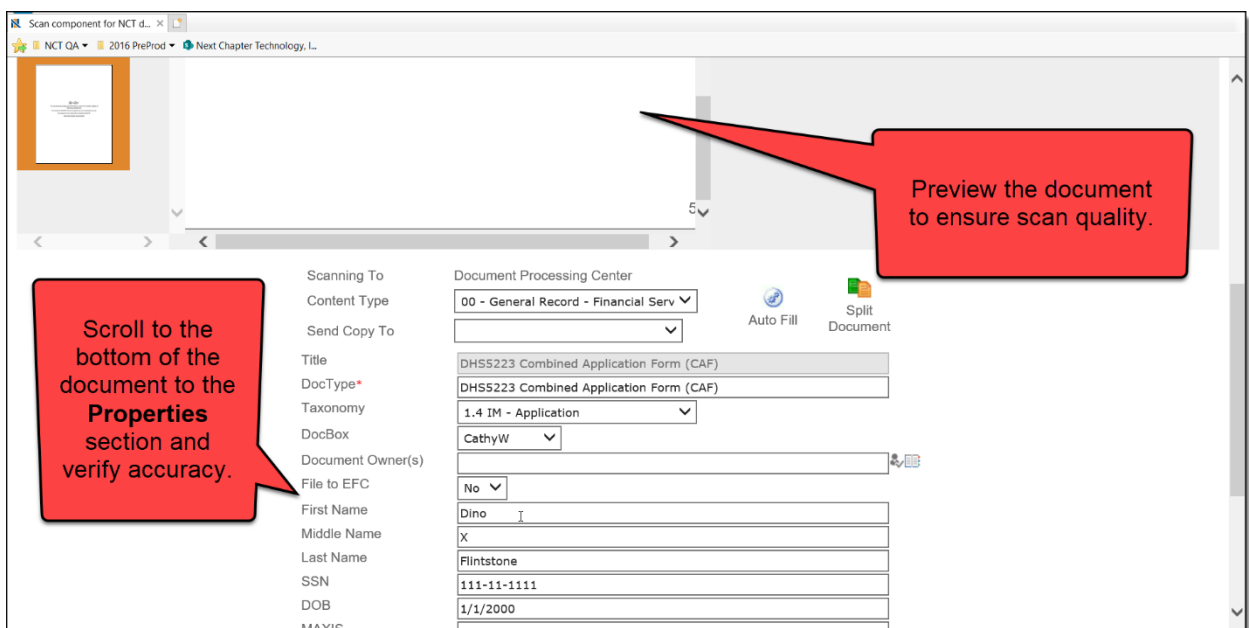 Scan component for NCT d...
NCT QA
2016 PreProd
Next Chapter Technology, I...
Preview the document
to ensure scan quality.
5
Scroll to the
bottom of the
document to the
Properties
section and
verify accuracy.
Scanning To Document Processing Center
Content Type 00 - General Record - Financial Serv
Send Copy To
Auto Fill
Split
Document
Title DHS5223 Combined Application Form (CAF)
DocType* DHS5223 Combined Application Form (CAF)
Taxonomy 1.4 IM - Application
DocBox CathyW
Document Owner(s)
File to EFC No
First Name Dino
Middle Name X
Last Name Flintstone
SSN 111-11-1111
DOB 1/1/2000
MAXIS